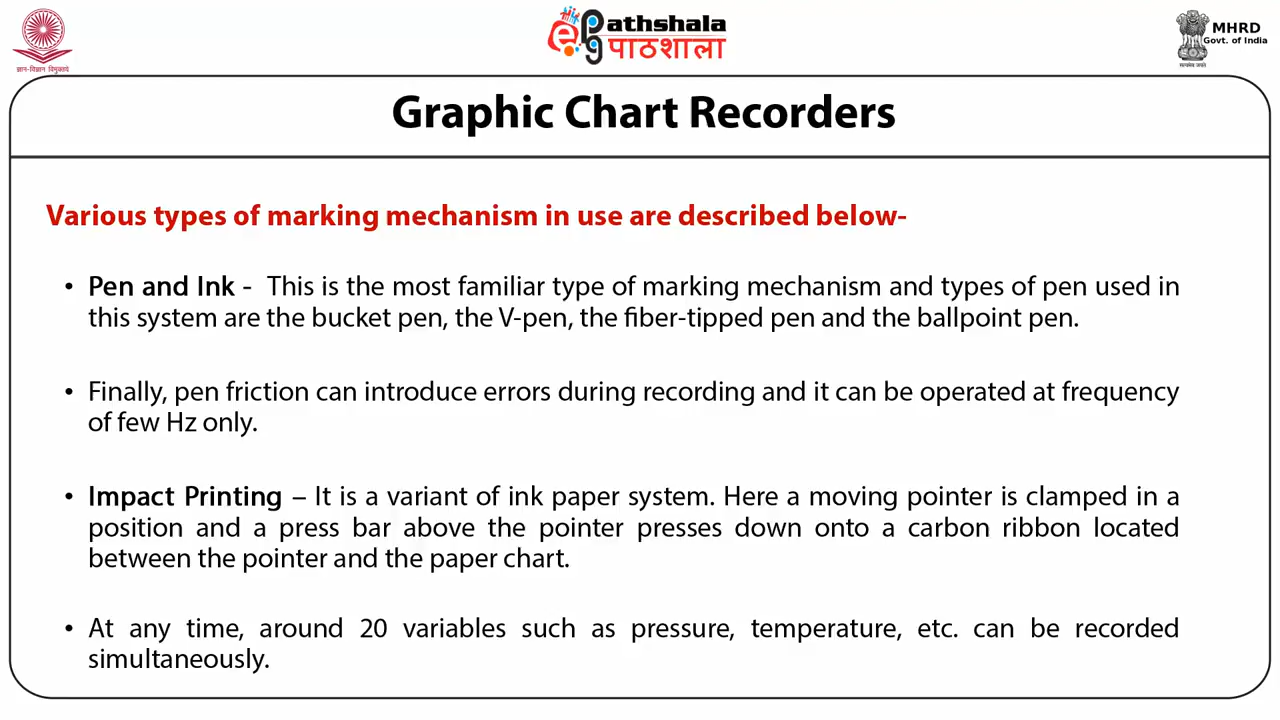 ज्ञान-विज्ञान विमुक्तये
ePathshala
पाठशाला
MHRD
Govt. of India
सत्यमेव जयते
Graphic Chart Recorders
Various types of marking mechanism in use are described below-
• Pen and Ink - This is the most familiar type of marking mechanism and types of pen used in
this system are the bucket pen, the V-pen, the fiber-tipped pen and the ballpoint pen.
• Finally, pen friction can introduce errors during recording and it can be operated at frequency
of few Hz only.
• Impact Printing – It is a variant of ink paper system. Here a moving pointer is clamped in a
position and a press bar above the pointer presses down onto a carbon ribbon located
between the pointer and the paper chart.
• At any time, around 20 variables such as pressure, temperature, etc. can be recorded
simultaneously.